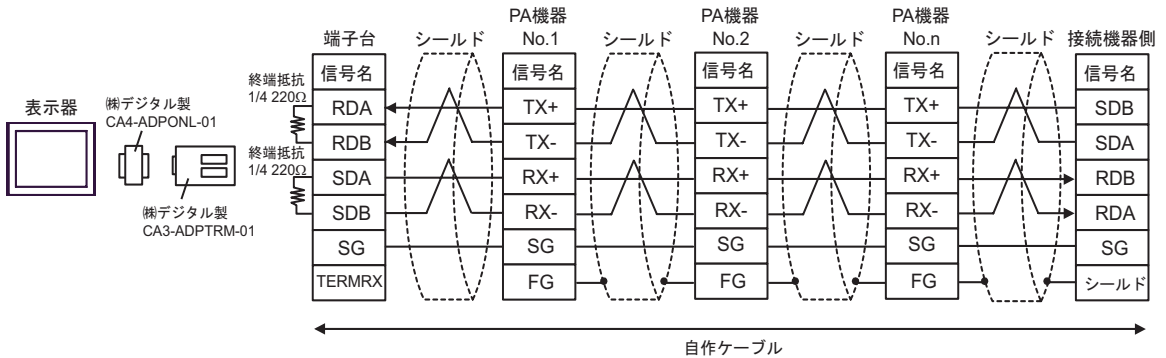 PA機器
No.1
PA機器
No.2
PA機器
No.n
端子台
シールド
シールド
シールド
シールド
接続機器側
表示器
㈱デジタル製
CA4-ADPONL-01
㈱デジタル製
CA3-ADPTRM-01
終端抵抗
1/4 220Ω
終端抵抗
1/4 220Ω
信号名
RDA
RDB
SDA
SDB
SG
TERMRX
信号名
TX+
TX-
RX+
RX-
SG
FG
信号名
TX+
TX-
RX+
RX-
SG
FG
信号名
TX+
TX-
RX+
RX-
SG
FG
信号名
SDB
SDA
RDB
RDA
SG
シールド
自作ケーブル